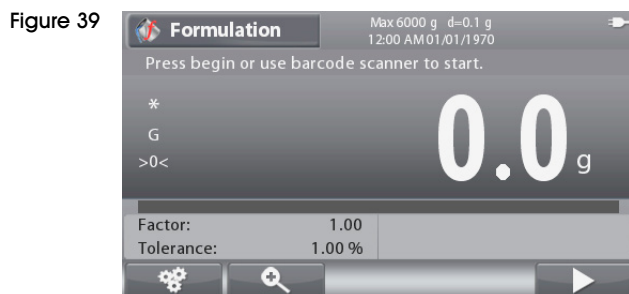 Figure 39
Formulation
Max 6000 g d=0.1 g
12:00 AM 01/01/1970
Press begin or use barcode scanner to start.
*
G
>0<
0.0 g
Factor: 1.00
Tolerance: 1.00 %